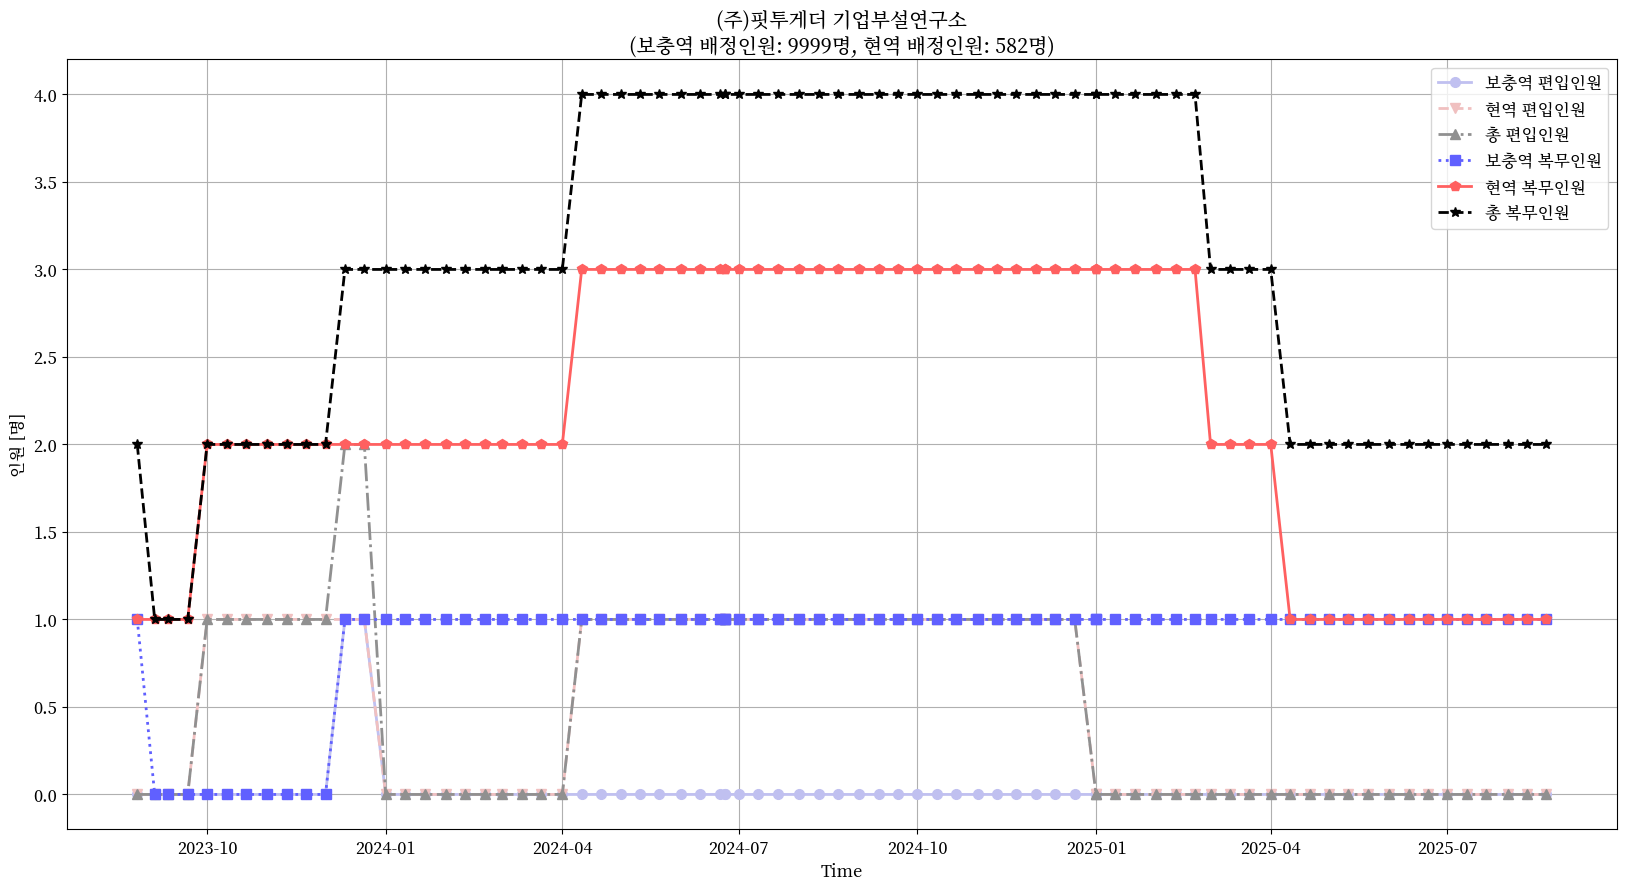 (주)핏투게더 기업부설연구소
(보충역 배정인원: 9999명, 현역 배정인원: 582명)
보충역 편입인원
현역 편입인원
총 편입인원
보충역 복무인원
현역 복무인원
총 복무인원
인원 [명]
4.0
3.5
3.0
2.5
2.0
1.5
1.0
0.5
0.0
2023-10 2024-01 2024-04 2024-07 2024-10 2025-01 2025-04 2025-07
Time